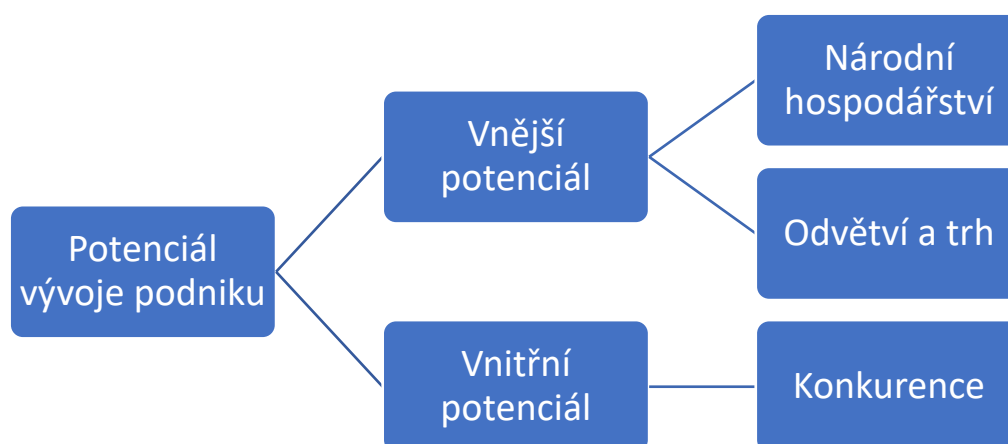 Potenciál
vývoje podniku
Vnější
potenciál
Národní
hospodářství
Odvětví a trh
Vnitřní
potenciál
Konkurence